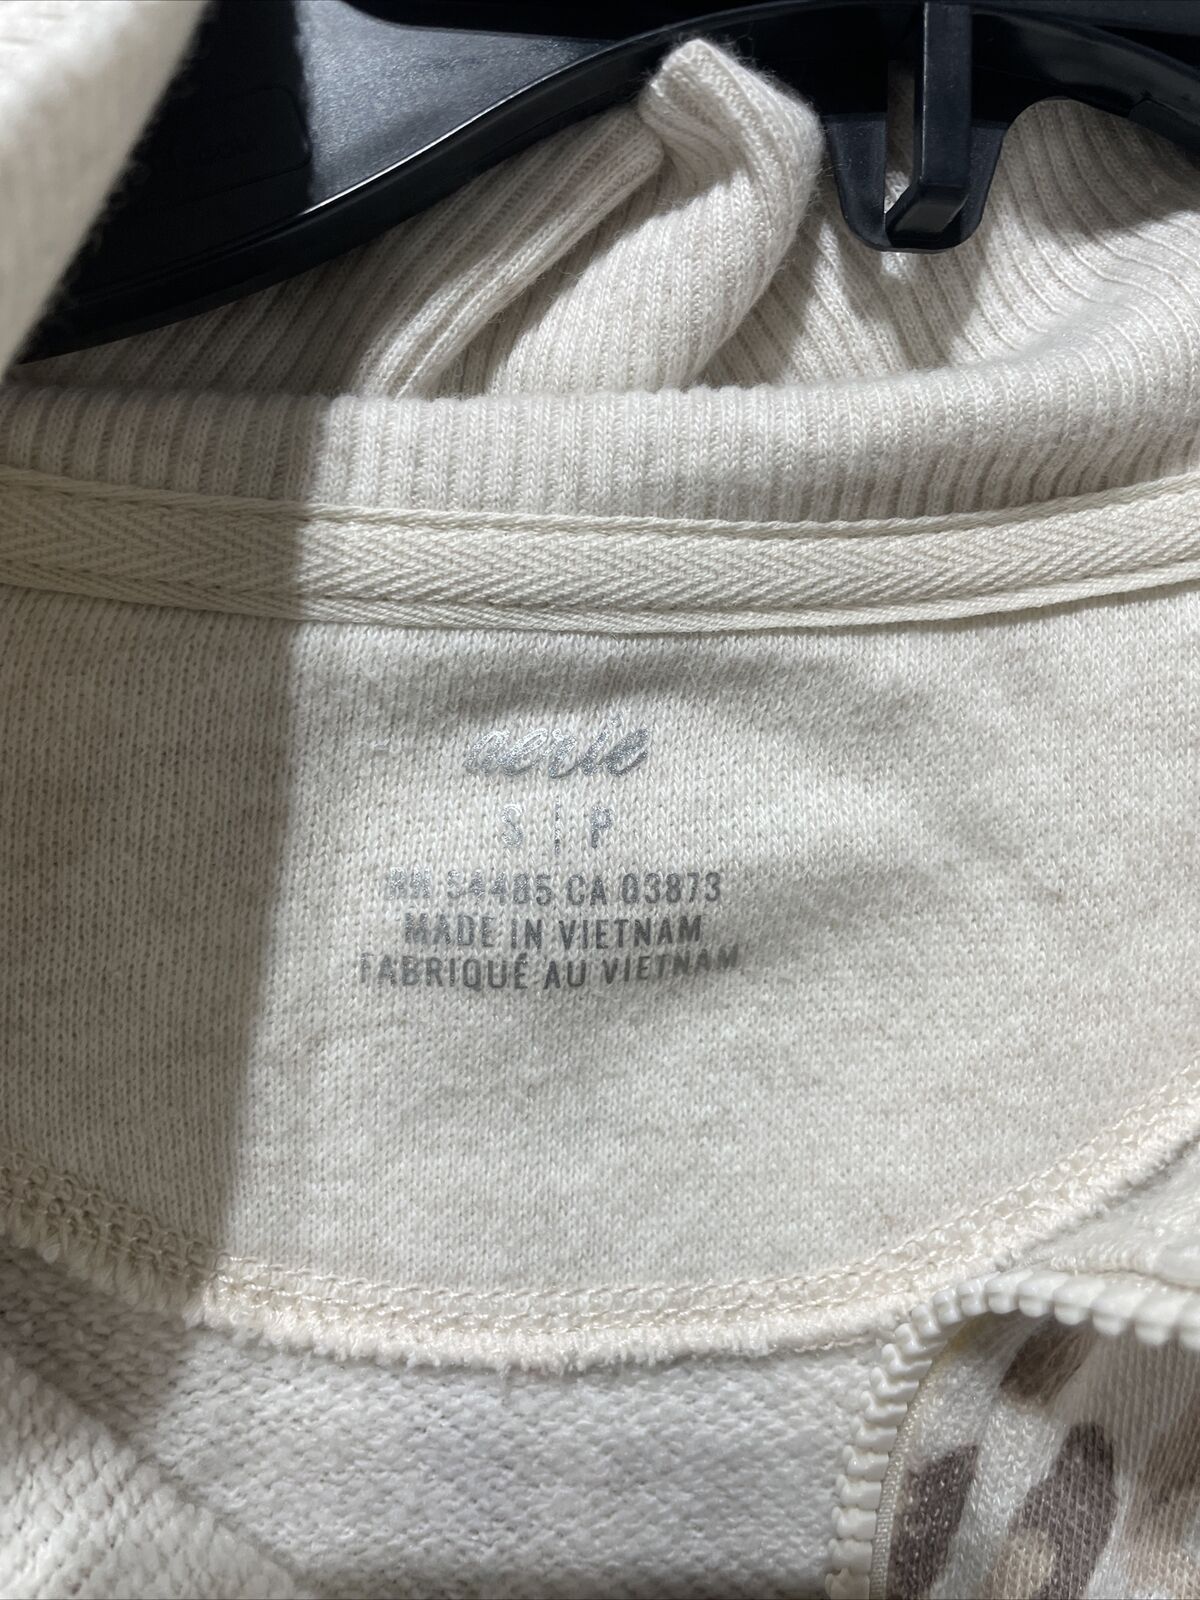 aerie
S | P
RN 54485 CA 03873
MADE IN VIETNAM
FABRIQUÉ AU VIETNAM